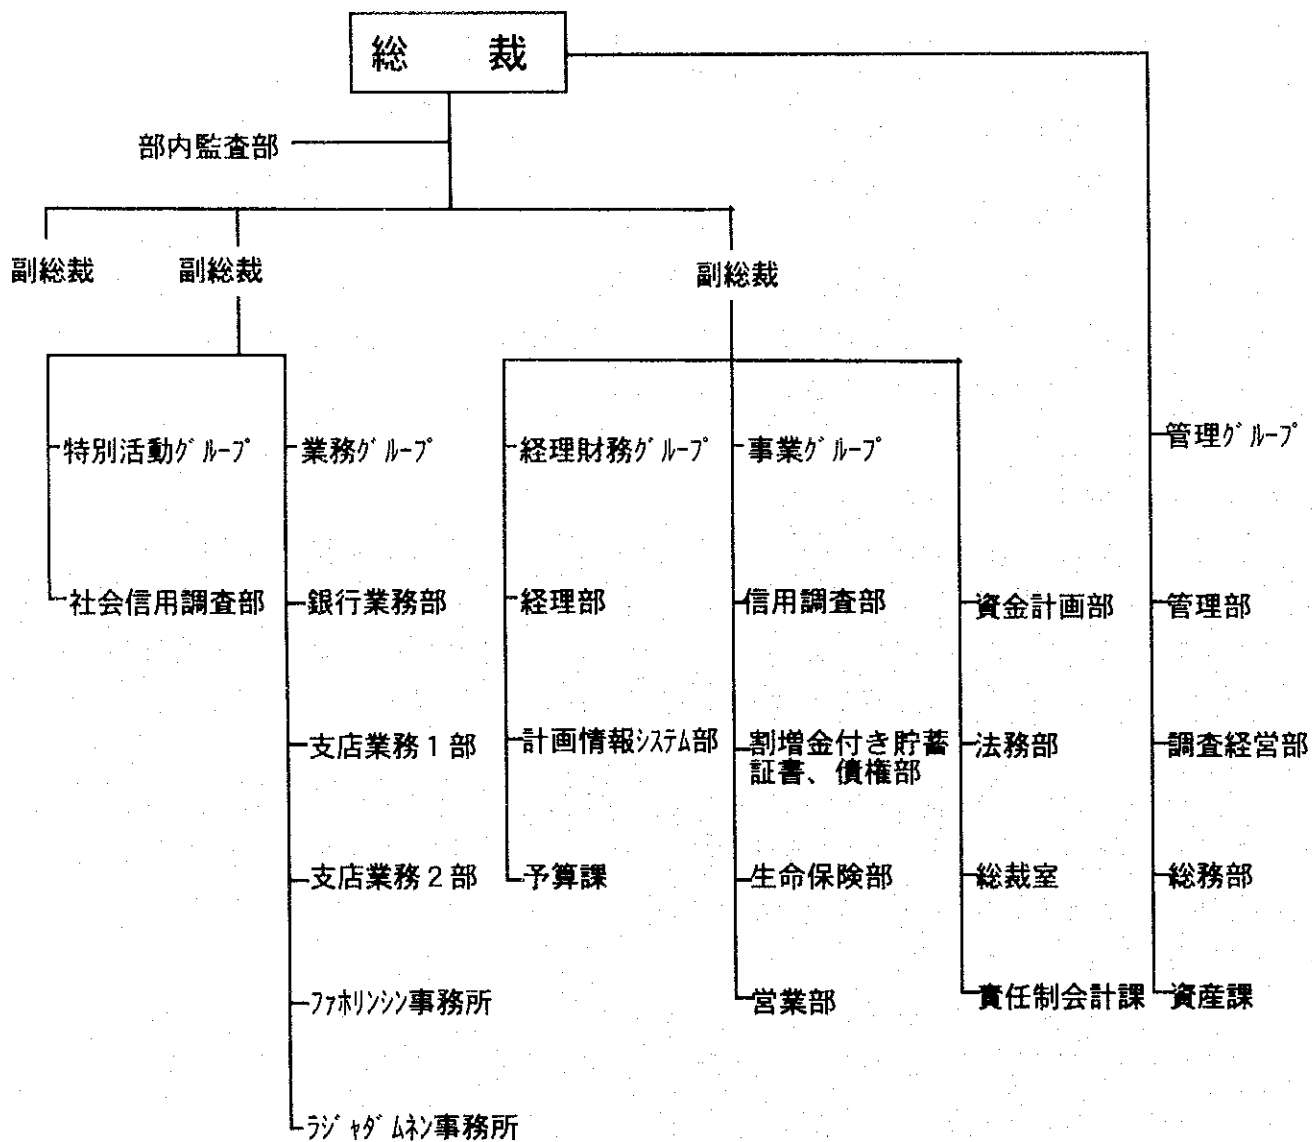 総 裁
部内監査部
副総裁 副総裁 副総裁
特別活動ｸﾞﾙｰﾌﾟ 業務ｸﾞﾙｰﾌﾟ 経理財務ｸﾞﾙｰﾌﾟ 事業ｸﾞﾙｰﾌﾟ 管理ｸﾞﾙｰﾌﾟ
社会信用調査部 銀行業務部 経理部 信用調査部 資金計画部 管理部
支店業務１部 計画情報ｼｽﾃﾑ部 割増金付き貯蓄 法務部 調査経営部
証書、債権部
支店業務２部 予算課 生命保険部 総裁室 総務部
ﾌｧﾎﾘﾝｼﾝ事務所 営業部 責任制会計課 資産課
ﾗｼﾞｬﾀﾞﾑﾈﾝ事務所